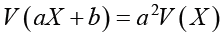 V(aX + b) = a²V(X)